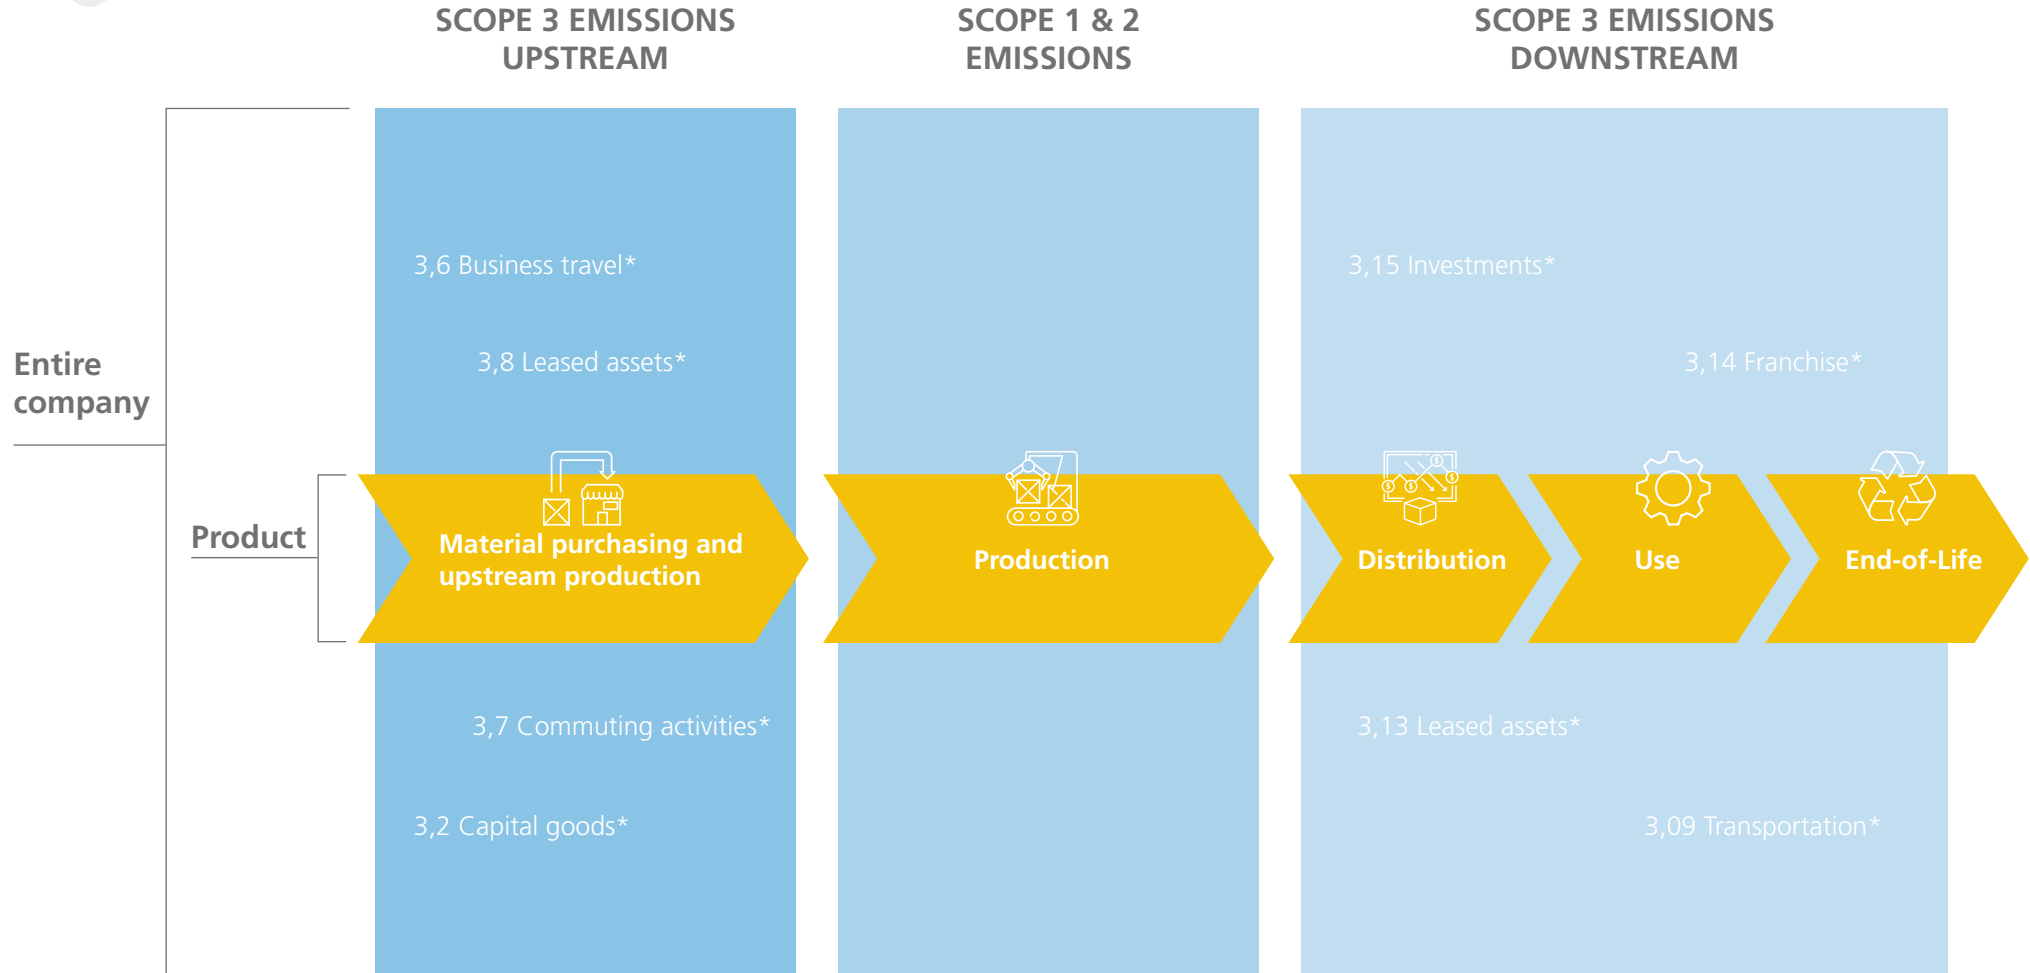 SCOPE 3 EMISSIONS
UPSTREAM
SCOPE 1 & 2
EMISSIONS
SCOPE 3 EMISSIONS
DOWNSTREAM
3,6 Business travel*
3,15 Investments*
3,8 Leased assets*
3,14 Franchise*
Entire
company
Product
Material purchasing and
upstream production
Production
Distribution
Use
End-of-Life
3,7 Commuting activities*
3,13 Leased assets*
3,2 Capital goods*
3,09 Transportation*